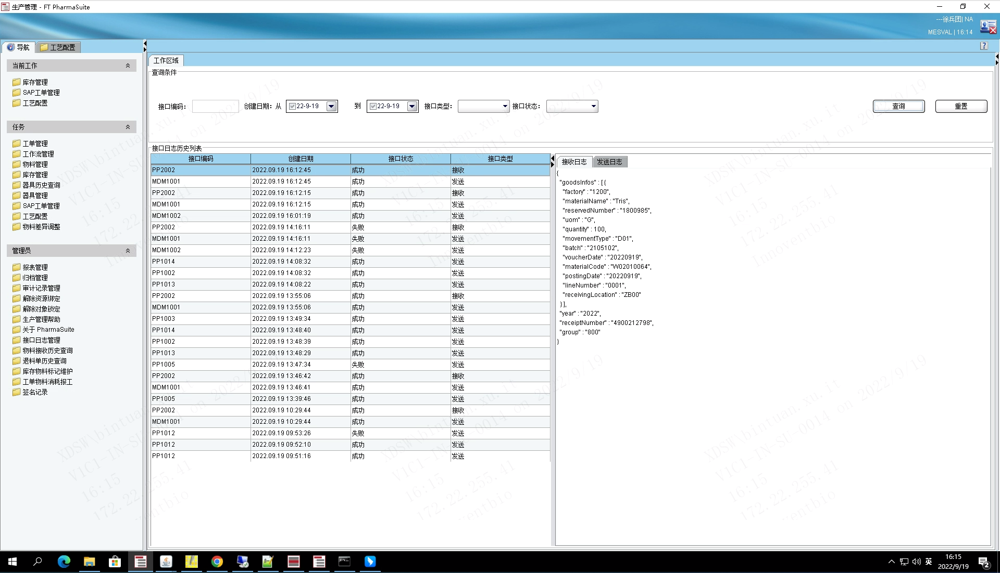 生产管理 - FT PharmaSuite
---徐兵团| NA
MESVAL | 16:14
导航
工艺配置
当前工作
库存管理
SAP工单管理
工艺配置
任务
工单管理
工作流管理
物料管理
库存管理
器具历史查询
器具管理
SAP工单管理
工艺配置
物料差异调整
管理员
报表管理
归档管理
审计记录管理
解除资源绑定
解除对象锁定
生产管理帮助
关于 PharmaSuite
接口日志管理
物料接收历史查询
退料单历史查询
库存物料标记维护
工单物料消耗报工
签名记录
工作区域
查询条件
接口编码： 创建日期：从 22-9-19 到 22-9-19 接口类型： 接口状态： 查询 重置
接口日志历史列表
接口编码 创建日期 接口状态 接口类型
PP2002 2022.09.19 16:12:45 成功 接收
MDM1001 2022.09.19 16:12:45 成功 发送
PP2002 2022.09.19 16:12:15 成功 接收
MDM1001 2022.09.19 16:12:15 成功 发送
MDM1002 2022.09.19 16:01:19 成功 发送
PP2002 2022.09.19 14:16:11 失败 接收
MDM1001 2022.09.19 14:16:11 失败 发送
MDM1002 2022.09.19 14:12:23 失败 发送
PP1014 2022.09.19 14:08:32 成功 发送
PP1002 2022.09.19 14:08:32 成功 发送
PP1013 2022.09.19 14:08:22 成功 发送
PP2002 2022.09.19 13:55:06 成功 接收
MDM1001 2022.09.19 13:55:06 成功 发送
PP1003 2022.09.19 13:49:34 成功 发送
PP1014 2022.09.19 13:48:40 成功 发送
PP1002 2022.09.19 13:48:39 成功 发送
PP1013 2022.09.19 13:48:29 成功 发送
PP1005 2022.09.19 13:47:34 失败 发送
PP2002 2022.09.19 13:46:42 成功 接收
MDM1001 2022.09.19 13:46:41 成功 发送
PP1005 2022.09.19 13:39:46 成功 发送
PP2002 2022.09.19 10:29:44 成功 接收
MDM1001 2022.09.19 10:29:44 成功 发送
PP1012 2022.09.19 09:53:26 失败 发送
PP1012 2022.09.19 09:52:10 成功 发送
PP1012 2022.09.19 09:51:16 成功 发送
接收日志 发送日志
{
"goodsInfos" : [ {
"factory" : "1200",
"materialName" : "Tris",
"reservedNumber" : "1800985",
"uom" : "G",
"quantity" : 100,
"movementType" : "D01",
"batch" : "2105102",
"voucherDate" : "20220919",
"materialCode" : "W02010064",
"postingDate" : "20220919",
"lineNumber" : "0001",
"receivingLocation" : "ZB00"
} ],
"year" : "2022",
"receiptNumber" : "4900212798",
"group" : "800"
}
XDSW\bintuan.xu.it
V1C1-IN-SU-0014 on 2022/9/19
16:15
172.22.255.41
Innoventbio
英
16:15
2022/9/19
2